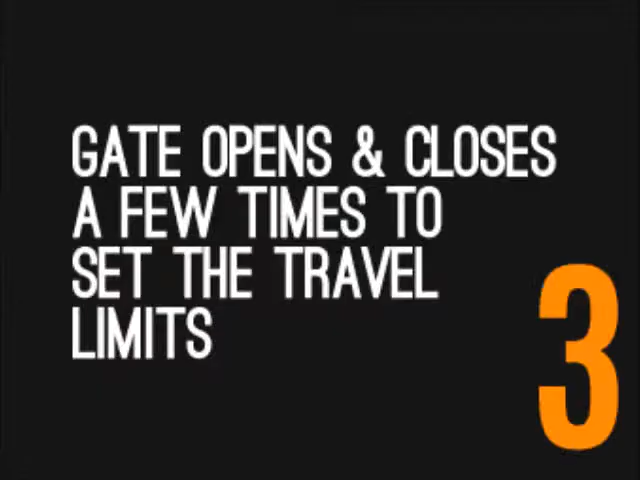 GATE OPENS & CLOSES
A FEW TIMES TO
SET THE TRAVEL
LIMITS
3